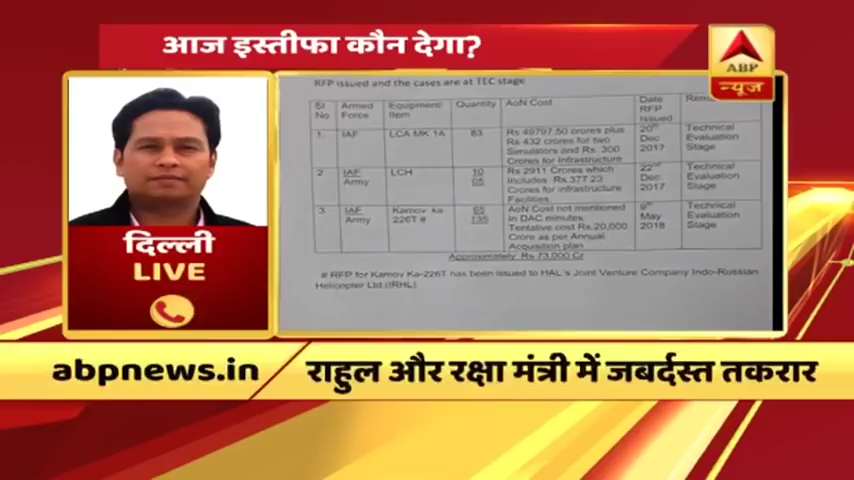 आज इस्तीफा कौन देगा?
ABP
न्यूज़
RFP issued and the cases are at TEC stage
Sl No | Armed Force | Equipment/ Item | Quantity | AoN Cost | Date RFP Issued
1. | IAF | LCA MK 1A | 83 | Rs 49797.50 crores plus Rs 432 crores for two Simulators and Rs. 300 Crores for Infrastructure | 20th Dec 2017 | Technical Evaluation Stage
2 | IAF Army | LCH | 10 05 | Rs 2911 Crores which includes Rs.377.23 Crores for infrastructure Facilities | 22nd Dec 2017 | Technical Evaluation Stage
3 | IAF Army | Kamov ka 226T # | 65 135 | AoN Cost not mentioned in DAC minutes Tentative cost Rs.20,000 Crore as per Annual Acquisition plan | 9th May 2018 | Technical Evaluation Stage
Approximately Rs 73,000 Cr
# RFP for Kamov Ka-226T has been issued to HAL's Joint Venture Company Indo-Russian
Helicopter Ltd.(IRHL)
दिल्ली
LIVE
abpnews.in
राहुल और रक्षा मंत्री में जबर्दस्त तकरार